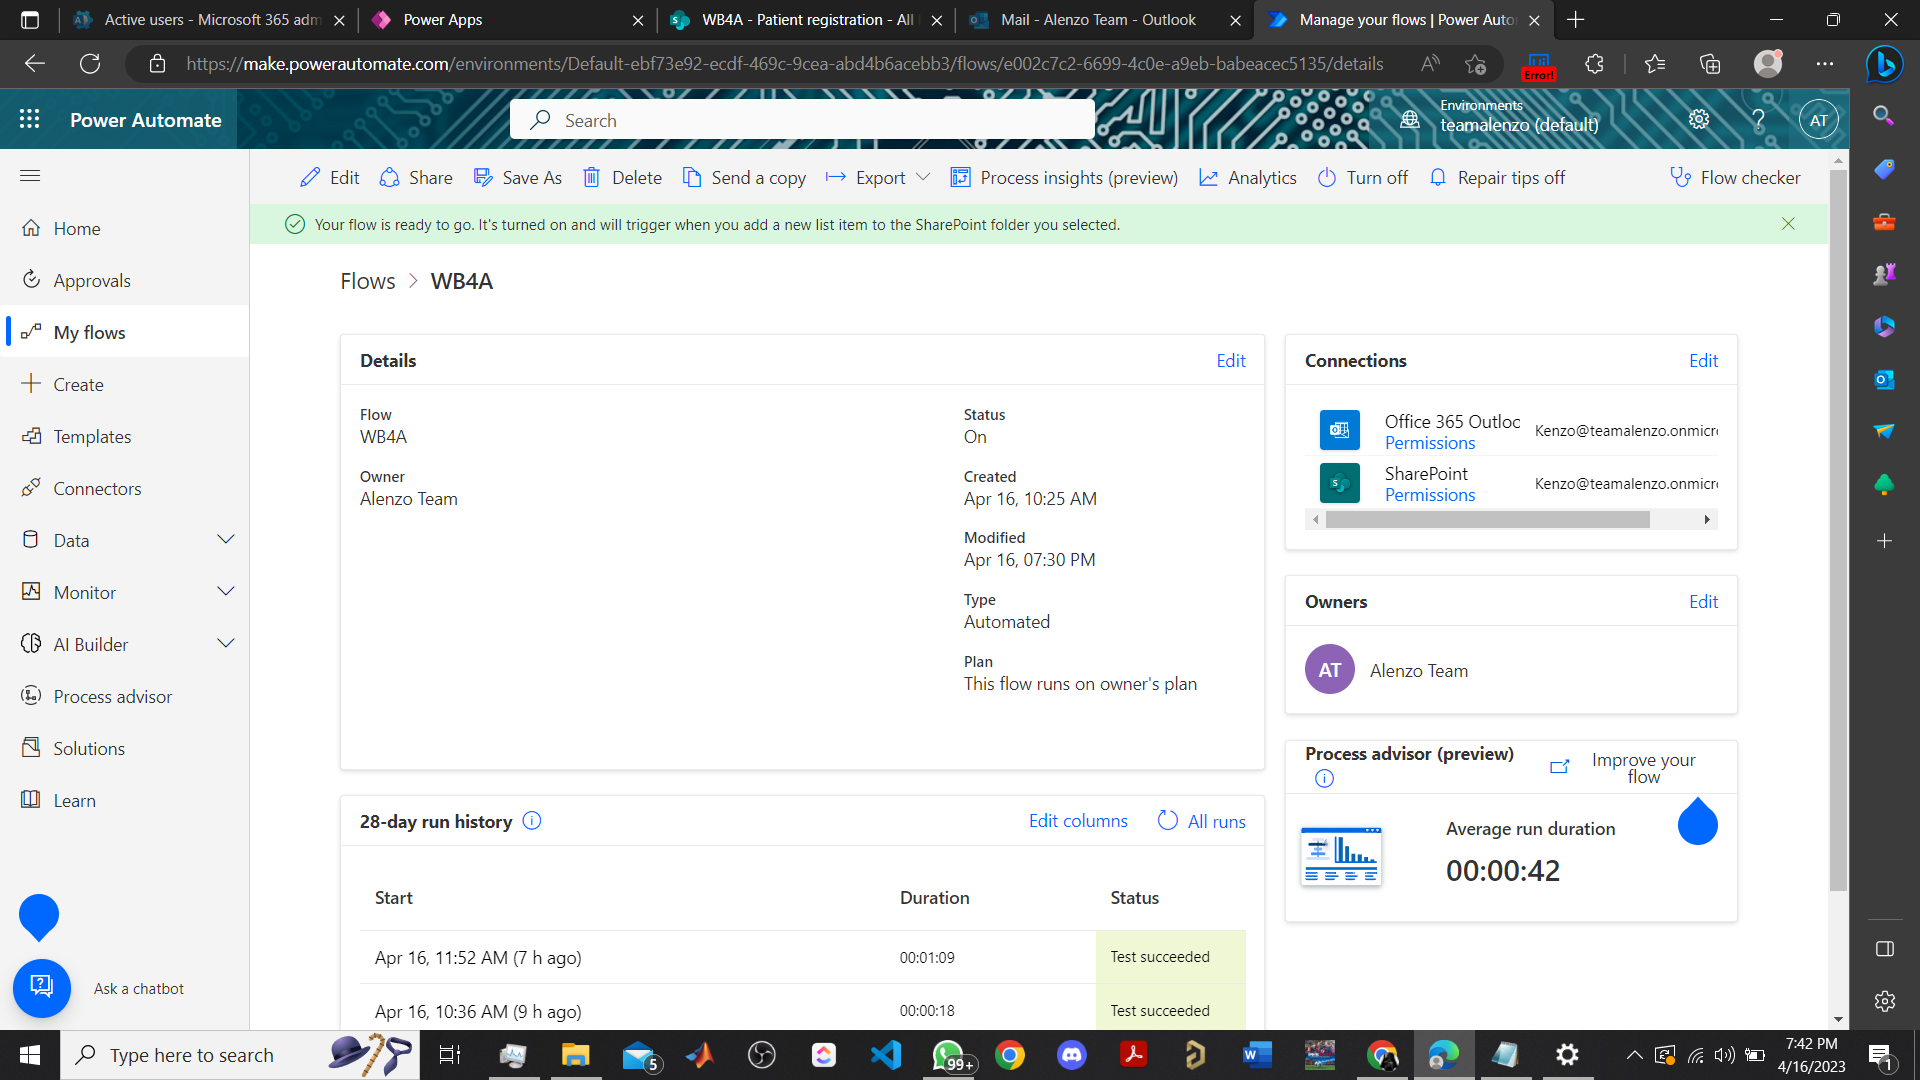 Active users - Microsoft 365 adm
Power Apps
WB4A - Patient registration - All
Mail - Alenzo Team - Outlook
Manage your flows | Power Auto
https://make.powerautomate.com/environments/Default-ebf73e92-ecdf-469c-9cea-abd4b6acebb3/flows/e002c7c2-6699-4c0e-a9eb-babeacec5135/details
Error!
Power Automate
Search
Environments
teamalenzo (default)
AT
Edit
Share
Save As
Delete
Send a copy
Export
Process insights (preview)
Analytics
Turn off
Repair tips off
Flow checker
Your flow is ready to go. It's turned on and will trigger when you add a new list item to the SharePoint folder you selected.
Home
Approvals
My flows
Create
Templates
Connectors
Data
Monitor
AI Builder
Process advisor
Solutions
Learn
Ask a chatbot
Flows > WB4A
Details
Edit
Flow
WB4A
Owner
Alenzo Team
Status
On
Created
Apr 16, 10:25 AM
Modified
Apr 16, 07:30 PM
Type
Automated
Plan
This flow runs on owner's plan
Connections
Edit
Office 365 Outloc
Permissions
Kenzo@teamalenzo.onmicr
SharePoint
Permissions
Kenzo@teamalenzo.onmicr
Owners
Edit
AT
Alenzo Team
Process advisor (preview)
Improve your
flow
Average run duration
00:00:42
28-day run history
Edit columns
All runs
Start
Duration
Status
Apr 16, 11:52 AM (7 h ago)
00:01:09
Test succeeded
Apr 16, 10:36 AM (9 h ago)
00:00:18
Test succeeded
Type here to search
5
99+
7:42 PM
4/16/2023
1